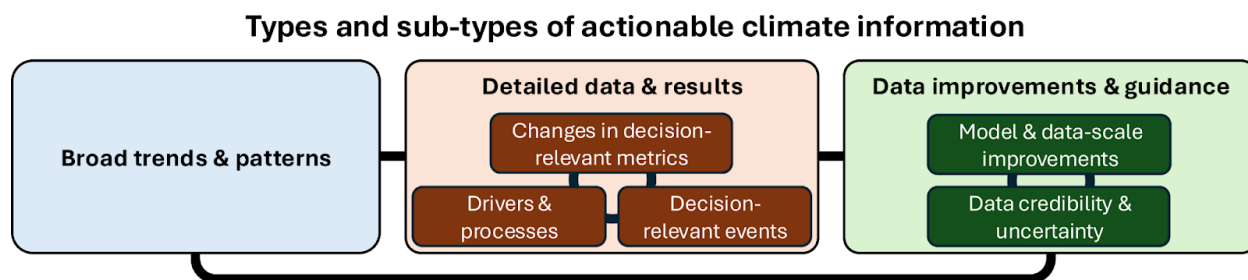 Types and sub-types of actionable climate information
Broad trends & patterns
Detailed data & results
Changes in decision-
relevant metrics
Drivers &
processes
Decision-
relevant events
Data improvements & guidance
Model & data-scale
improvements
Data credibility &
uncertainty